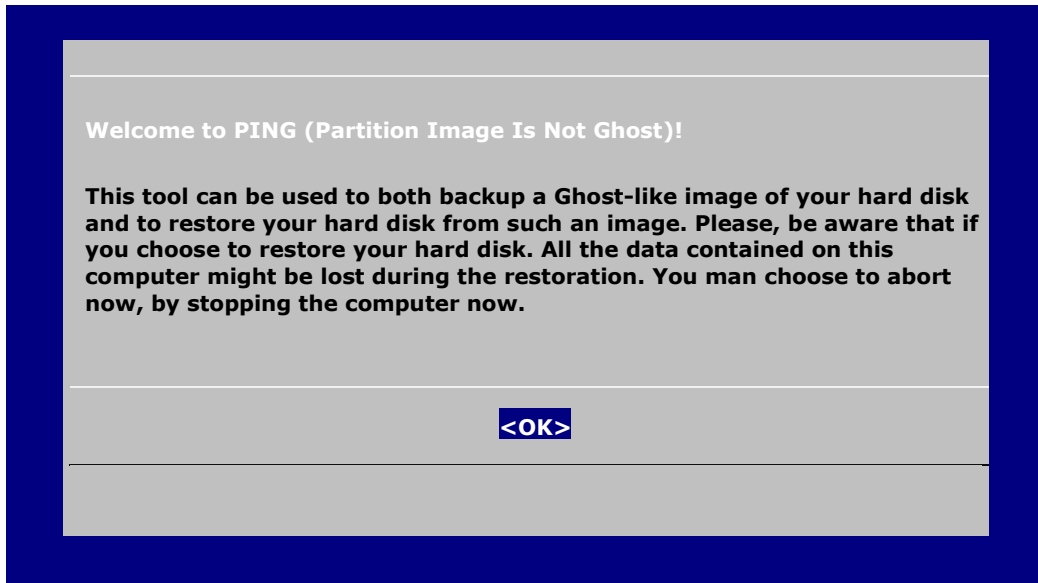 Welcome to PING (Partition Image Is Not Ghost)!
This tool can be used to both backup a Ghost-like image of your hard disk
and to restore your hard disk from such an image. Please, be aware that if
you choose to restore your hard disk. All the data contained on this
computer might be lost during the restoration. You man choose to abort
now, by stopping the computer now.
<OK>